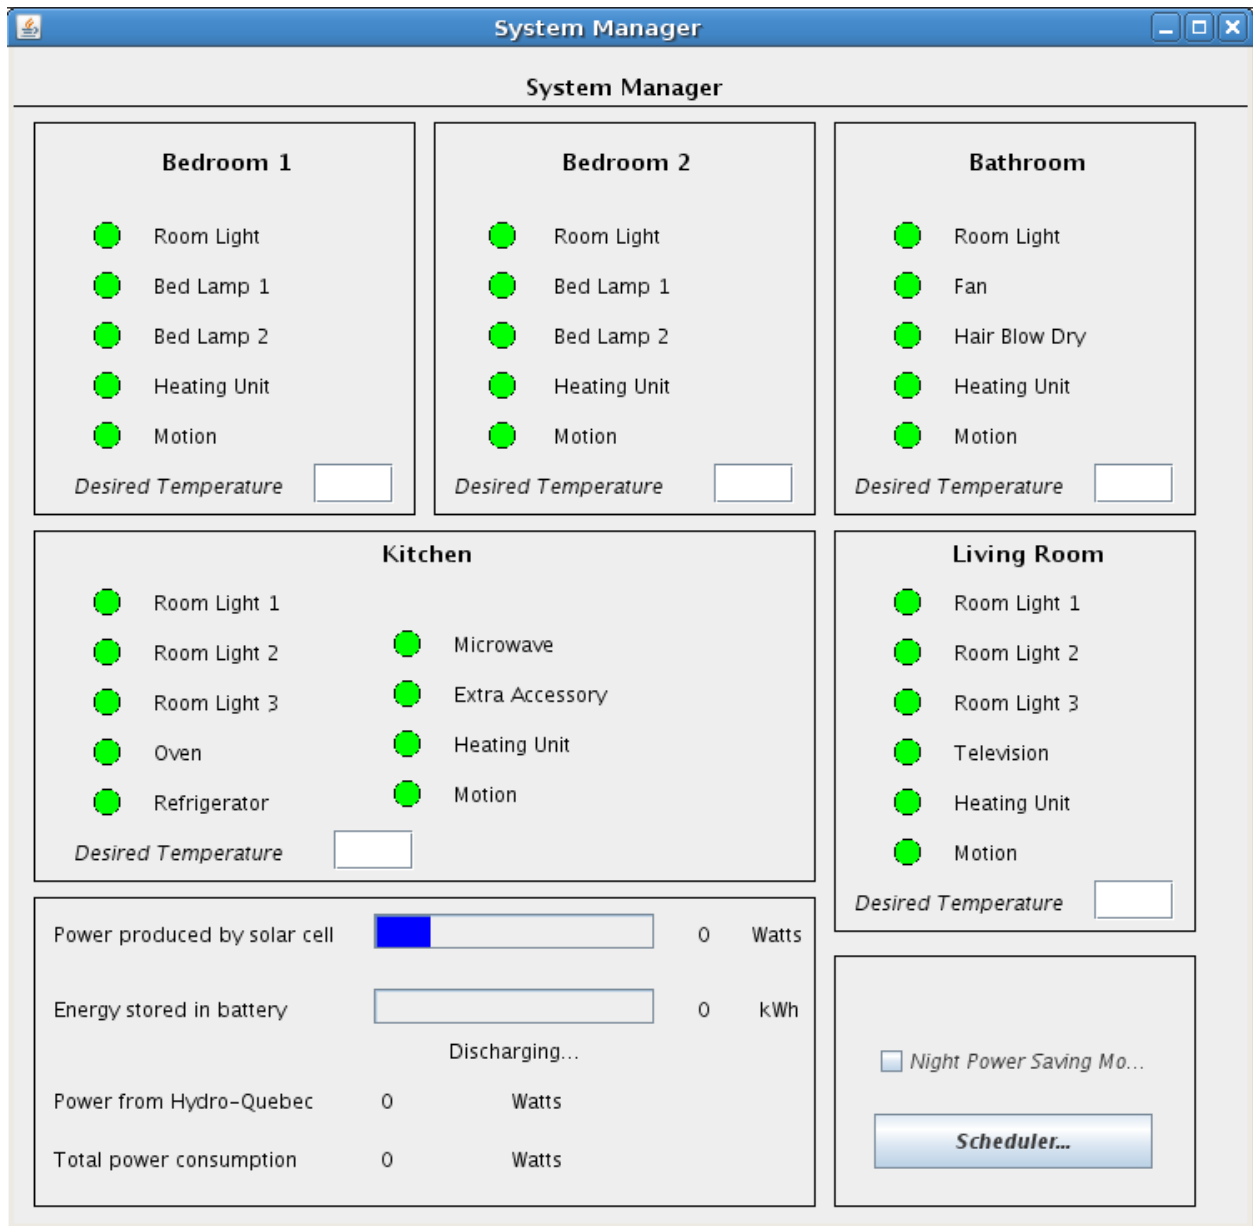 System Manager
System Manager
Bedroom 1
Room Light
Bed Lamp 1
Bed Lamp 2
Heating Unit
Motion
Desired Temperature
Bedroom 2
Room Light
Bed Lamp 1
Bed Lamp 2
Heating Unit
Motion
Desired Temperature
Bathroom
Room Light
Fan
Hair Blow Dry
Heating Unit
Motion
Desired Temperature
Kitchen
Room Light 1
Room Light 2
Room Light 3
Oven
Refrigerator
Microwave
Extra Accessory
Heating Unit
Motion
Desired Temperature
Living Room
Room Light 1
Room Light 2
Room Light 3
Television
Heating Unit
Motion
Desired Temperature
Power produced by solar cell 0 Watts
Energy stored in battery 0 kWh
Discharging...
Power from Hydro-Quebec 0 Watts
Total power consumption 0 Watts
Night Power Saving Mo...
Scheduler...